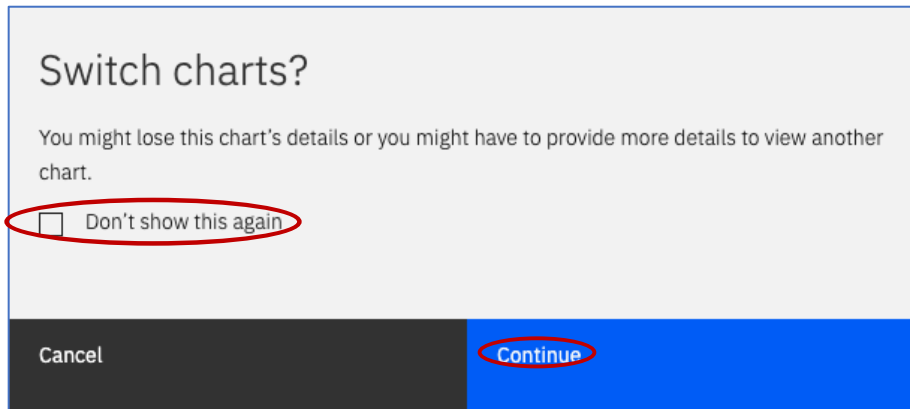 Switch charts?
You might lose this chart's details or you might have to provide more details to view another
chart.
Don't show this again
Cancel
Continue